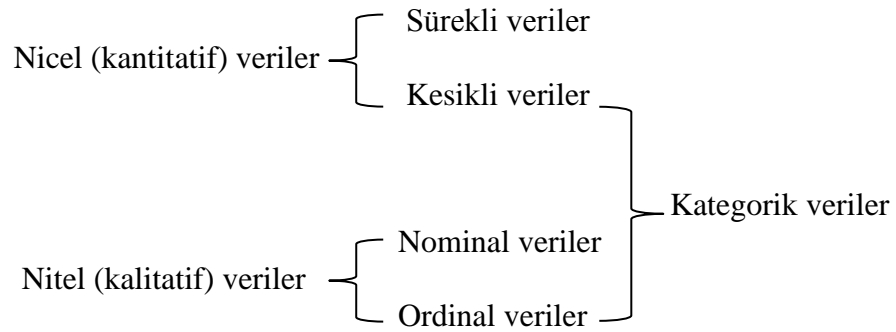 Sürekli veriler
Nicel (kantitatif) veriler
Kesikli veriler
Kategorik veriler
Nominal veriler
Nitel (kalitatif) veriler
Ordinal veriler